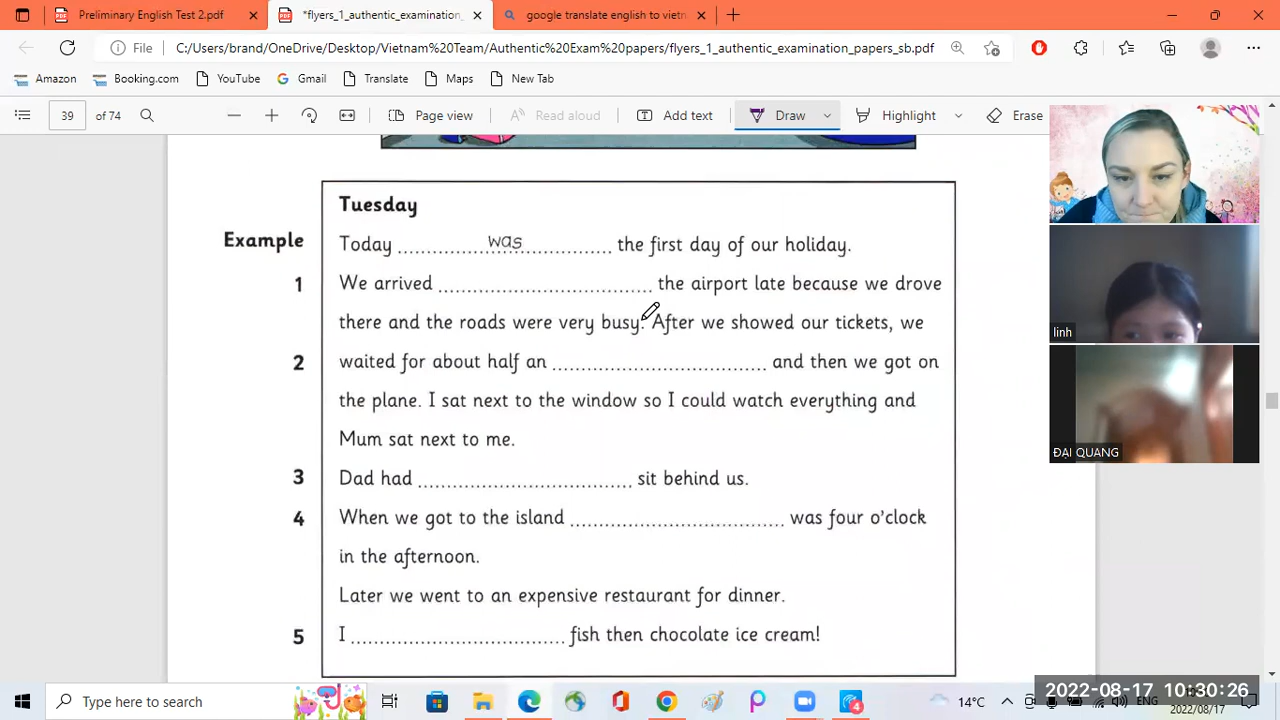 Preliminary English Test 2.pdf
*flyers_1_authentic_examination_
google translate english to vietn
File
C:/Users/brand/OneDrive/Desktop/Vietnam%20Team/Authentic%20Exam%20papers/flyers_1_authentic_examination_papers_sb.pdf
Amazon Booking.com YouTube Gmail Translate Maps New Tab
39 of 74 Page view Read aloud Add text Draw Highlight Erase
Tuesday
Example Today ........ was ........ the first day of our holiday.
1 We arrived ................ the airport late because we drove
there and the roads were very busy. After we showed our tickets, we
2 waited for about half an ................ and then we got on
the plane. I sat next to the window so I could watch everything and
Mum sat next to me.
3 Dad had ................ sit behind us.
4 When we got to the island ................ was four o'clock
in the afternoon.
Later we went to an expensive restaurant for dinner.
5 I ................ fish then chocolate ice cream!
linh
ĐẠI QUANG
Type here to search
4
14°C
ENG
2022-08-17 10:30:26
2022/08/17